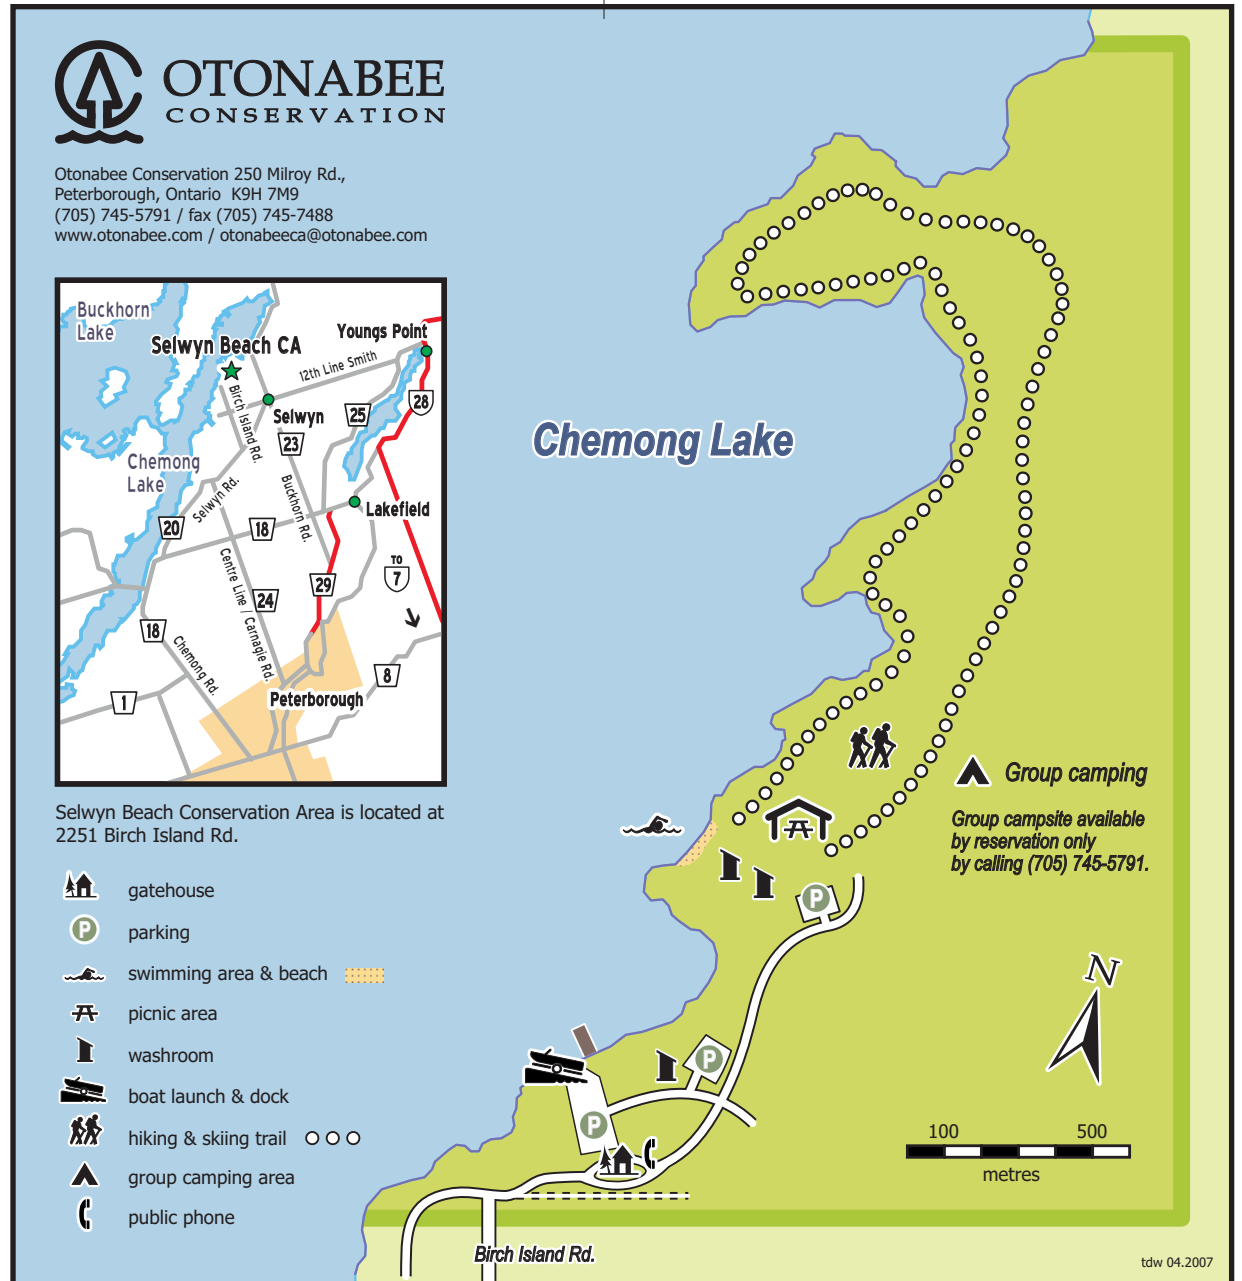 OTONABEE
CONSERVATION
Otonabee Conservation 250 Milroy Rd.,
Peterborough, Ontario K9H 7M9
(705) 745-5791 / fax (705) 745-7488
www.otonabee.com / otonabeeca@otonabee.com
Buckhorn
Lake
Selwyn Beach CA
Youngs Point
12th Line Smith
Birch Island Rd.
Selwyn
25
28
23
Chemong
Lake
Selwyn Rd.
Buckhorn Rd.
Lakefield
20
18
TO
7
Centre Line / Carnagie Rd.
29
24
18
Chemong Rd.
8
1
Peterborough
Selwyn Beach Conservation Area is located at
2251 Birch Island Rd.
gatehouse
P parking
swimming area & beach
picnic area
washroom
boat launch & dock
hiking & skiing trail
group camping area
public phone
Chemong Lake
Group camping
Group campsite available
by reservation only
by calling (705) 745-5791.
P
P
P
N
100 500
metres
Birch Island Rd.
tdw 04.2007